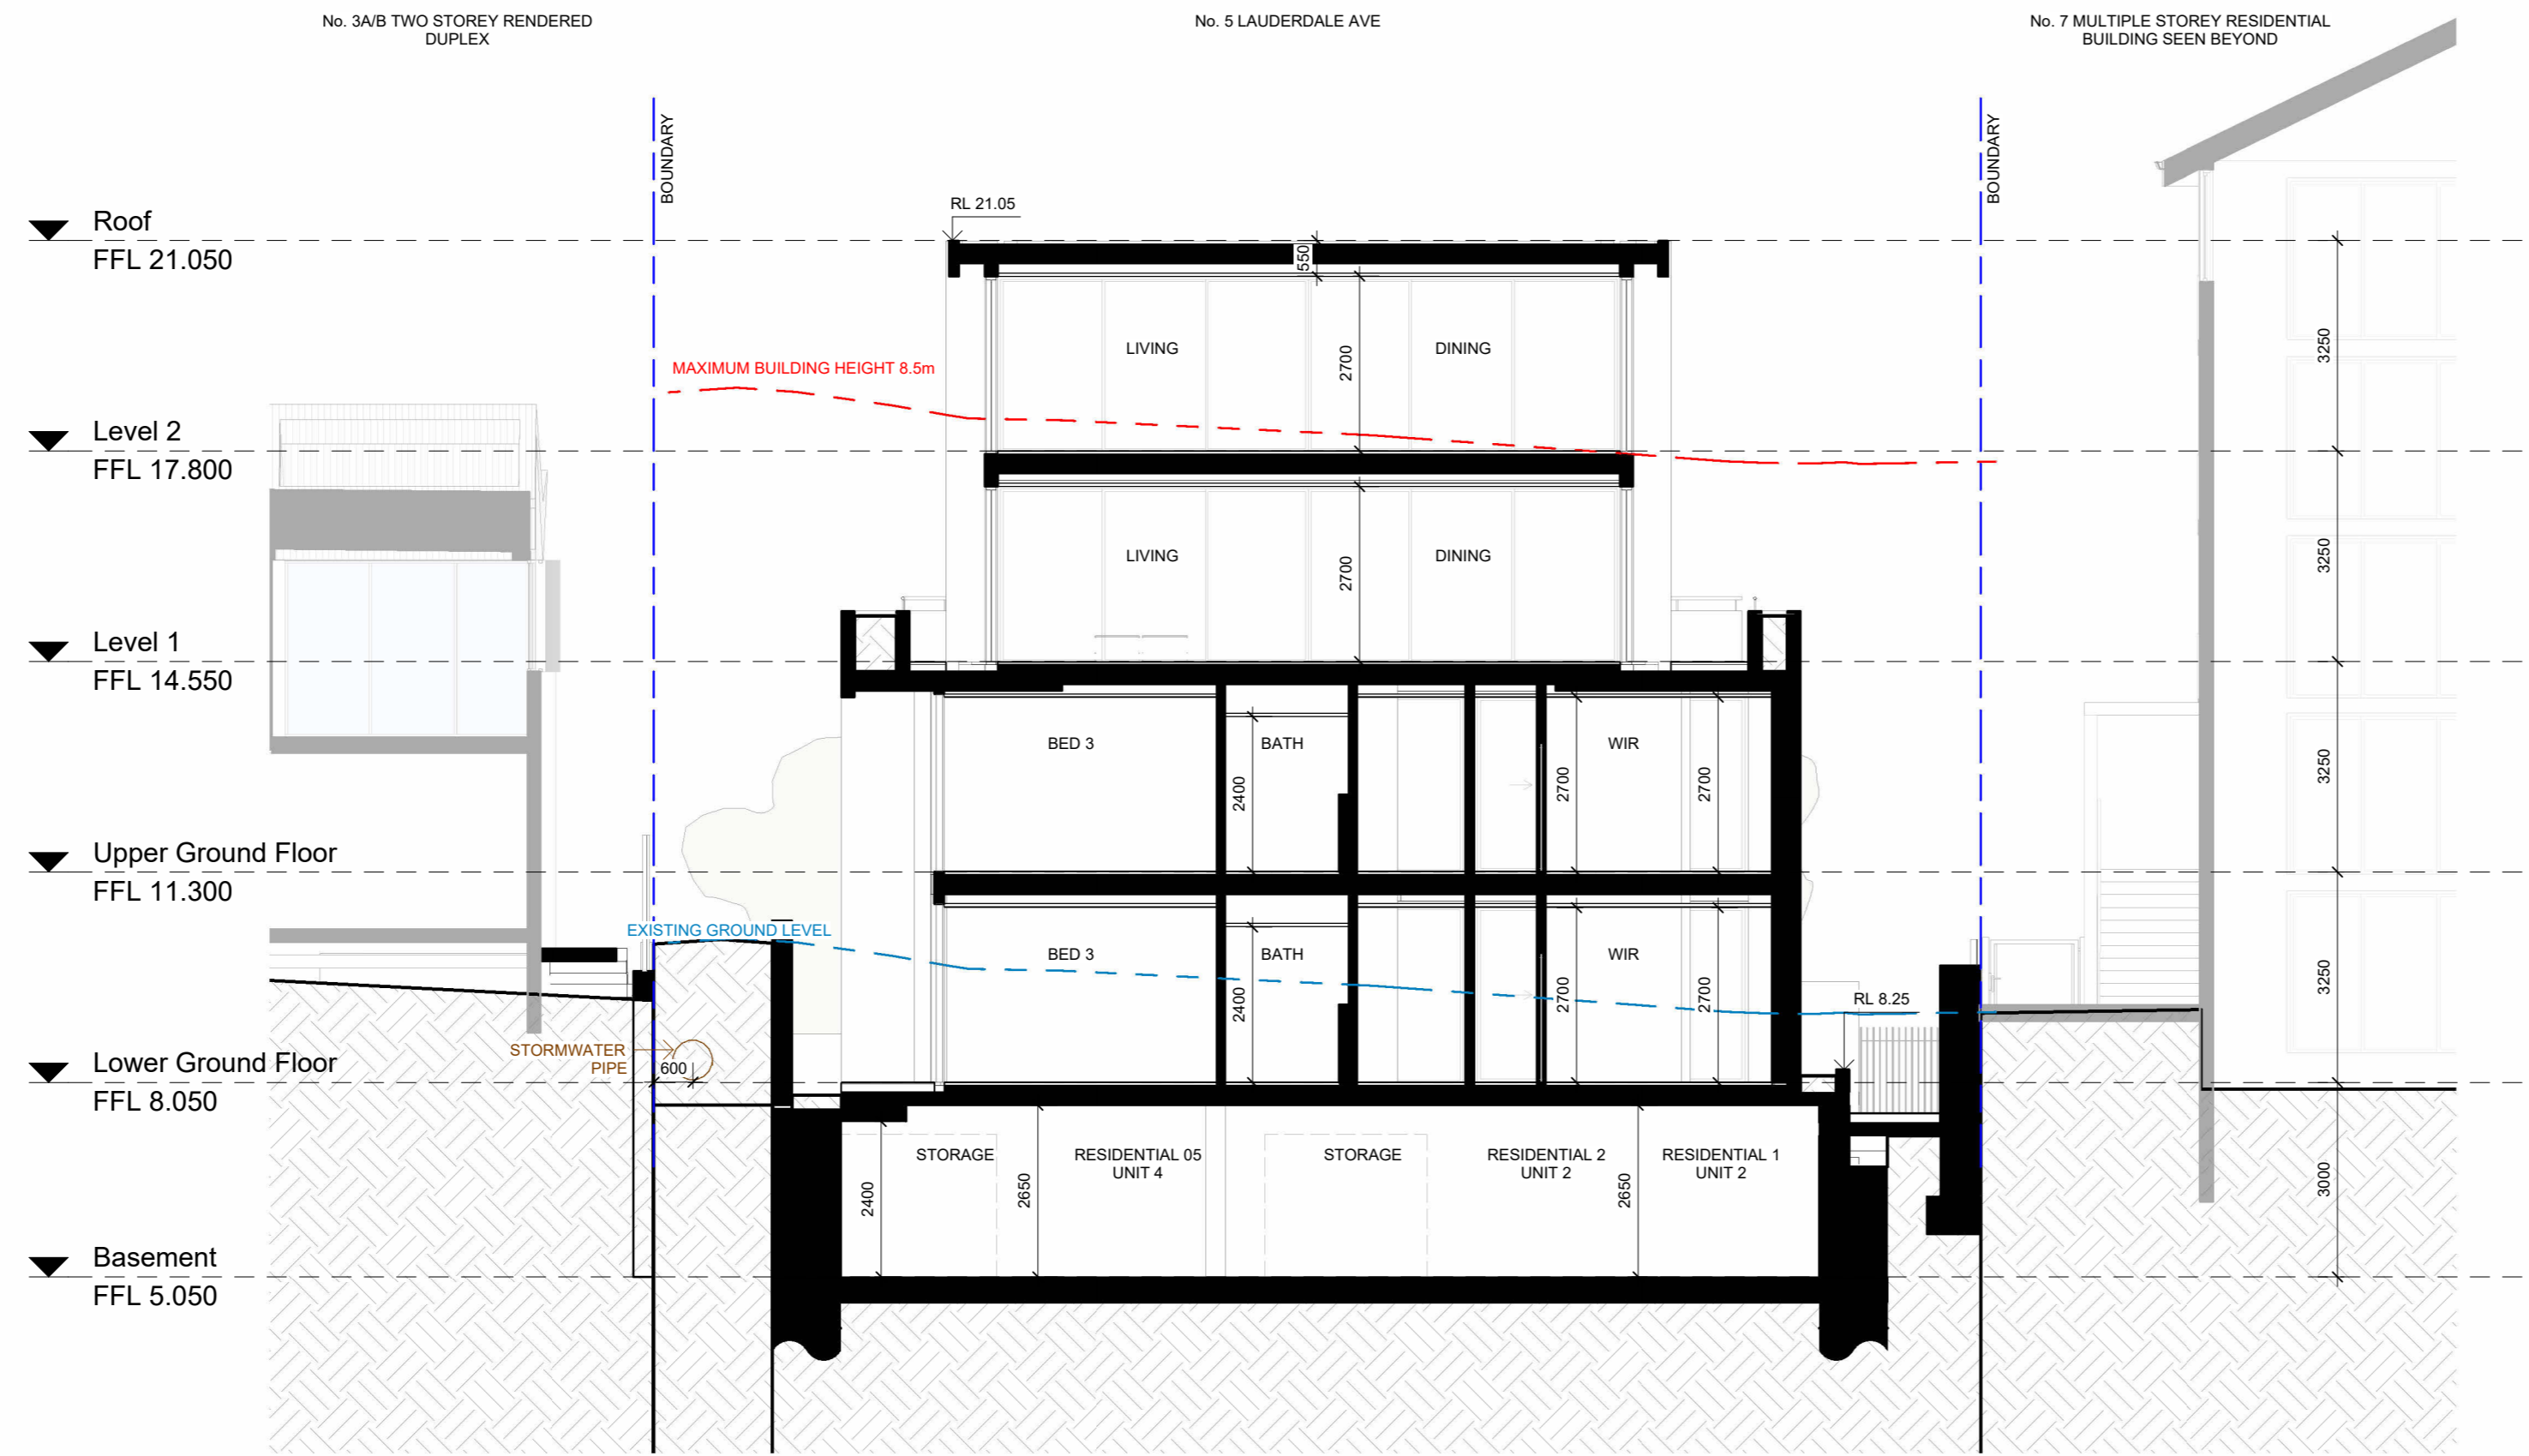 No. 3A/B TWO STOREY RENDERED
DUPLEX
No. 5 LAUDERDALE AVE
No. 7 MULTIPLE STOREY RESIDENTIAL
BUILDING SEEN BEYOND
BOUNDARY
BOUNDARY
RL 21.05
Roof
FFL 21.050
550
3250
LIVING
2700
DINING
MAXIMUM BUILDING HEIGHT 8.5m
Level 2
FFL 17.800
3250
LIVING
2700
DINING
Level 1
FFL 14.550
3250
BED 3
BATH
WIR
2400
2700
2700
Upper Ground Floor
FFL 11.300
EXISTING GROUND LEVEL
3250
BED 3
BATH
WIR
2400
2700
2700
RL 8.25
STORMWATER
PIPE
600
Lower Ground Floor
FFL 8.050
3000
STORAGE
RESIDENTIAL 05
UNIT 4
STORAGE
RESIDENTIAL 2
UNIT 2
RESIDENTIAL 1
UNIT 2
2400
2650
2650
Basement
FFL 5.050